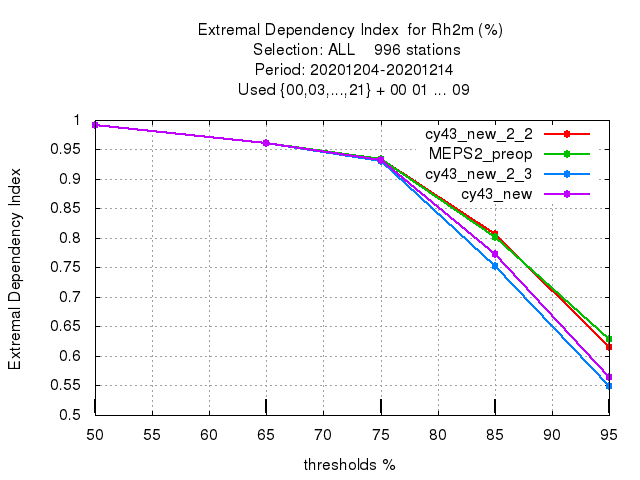 Extremal Dependency Index for Rh2m (%)
Selection: ALL 996 stations
Period: 20201204-20201214
Used {00,03,...,21} + 00 01 ... 09
cy43_new_2_2
MEPS2_preop
cy43_new_2_3
cy43_new
Extremal Dependency Index
1
0.95
0.9
0.85
0.8
0.75
0.7
0.65
0.6
0.55
0.5
50 55 60 65 70 75 80 85 90 95
thresholds %